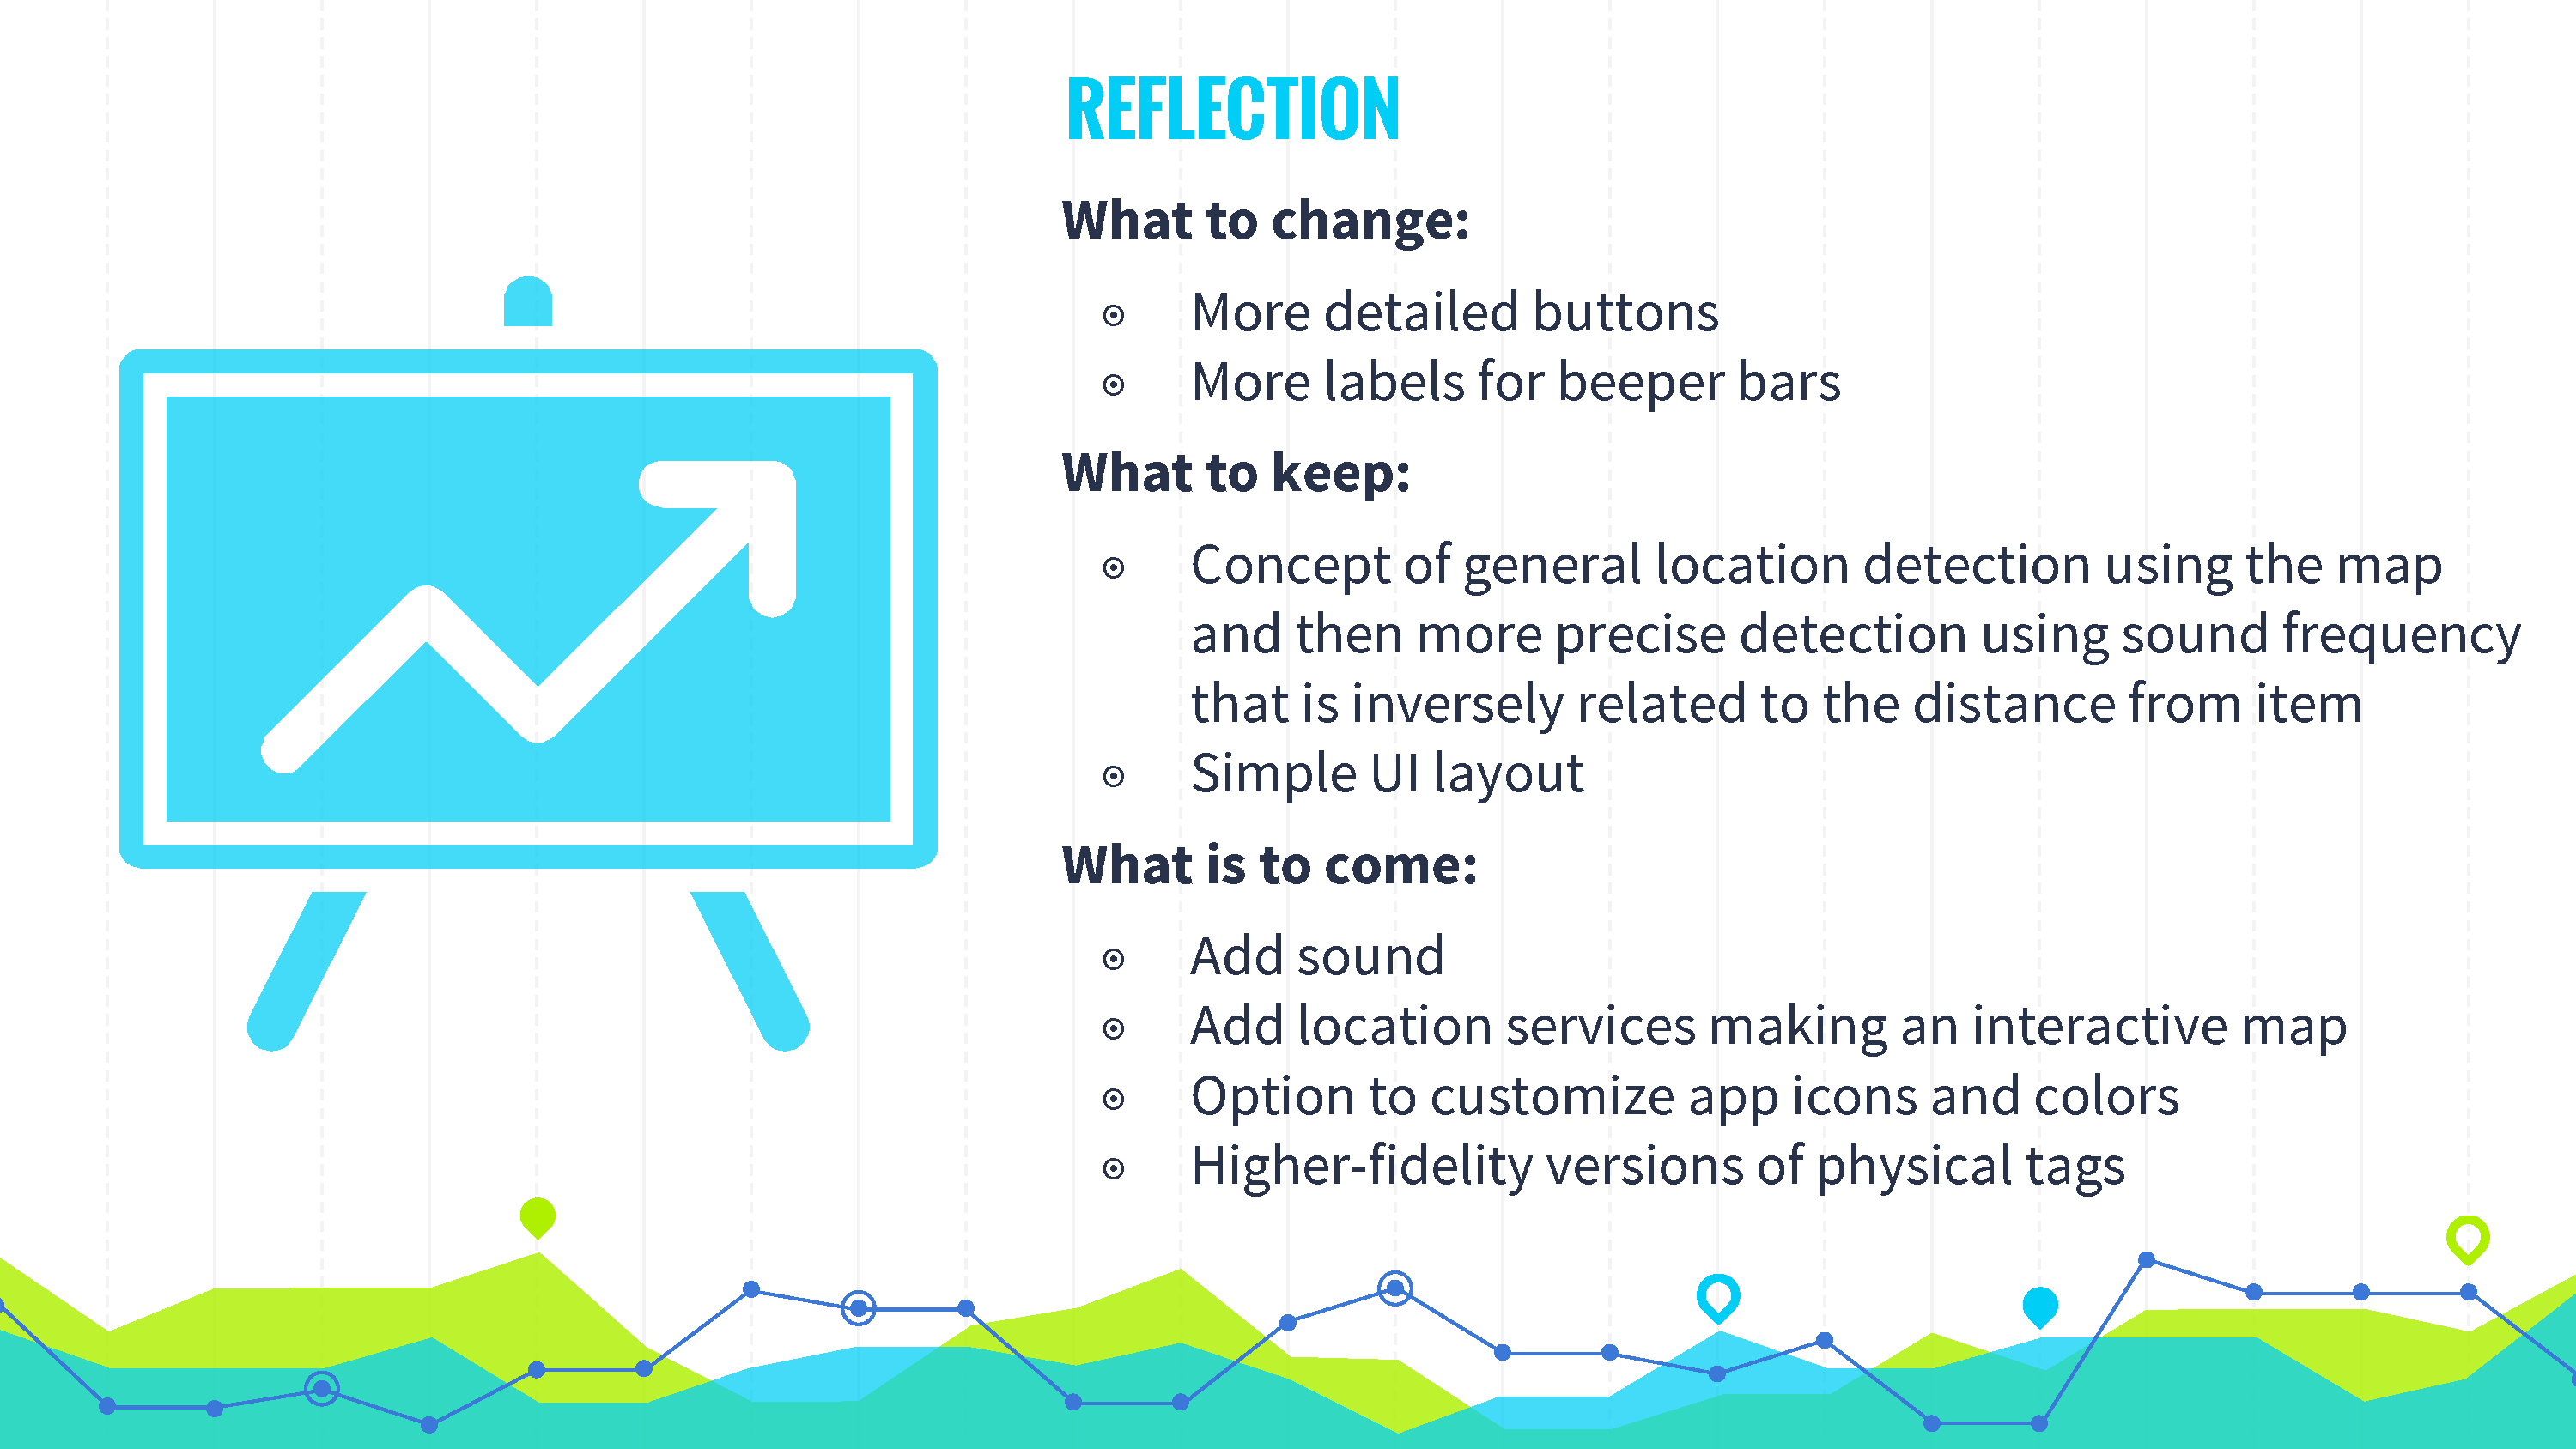 REFLECTION
What to change:
More detailed buttons
More labels for beeper bars
What to keep:
Concept of general location detection using the map
and then more precise detection using sound frequency
that is inversely related to the distance from item
Simple UI layout
What is to come:
Add sound
Add location services making an interactive map
Option to customize app icons and colors
Higher-fidelity versions of physical tags